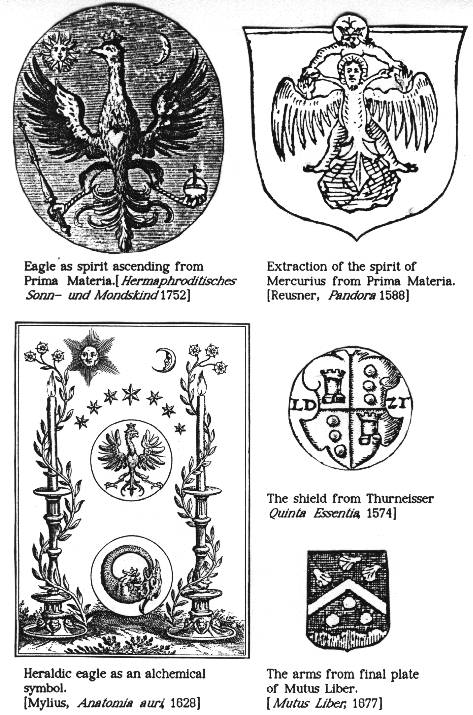 Eagle as spirit ascending from
Prima Materia.[Hermaphroditisches
Sonn- und Mondskind 1752]
Extraction of the spirit of
Mercurius from Prima Materia.
[Reusner, Pandora 1588]
LD ZT
The shield from Thurneisser
Quinta Essentia, 1574]
Heraldic eagle as an alchemical
symbol.
[Mylius, Anatomia auri, 1628]
The arms from final plate
of Mutus Liber.
[Mutus Liber, 1677]